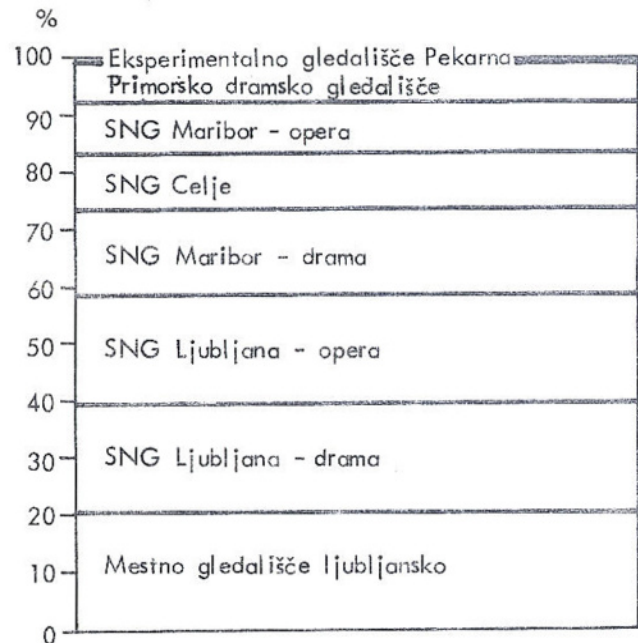 %
100
Eksperimentalno gledališče Pekarna
Primorsko dramsko gledališče
90
SNG Maribor - opera
80
SNG Celje
70
SNG Maribor - drama
60
50
SNG Ljubljana - opera
40
30
SNG Ljubljana - drama
20
10
Mestno gledališče ljubljansko
0